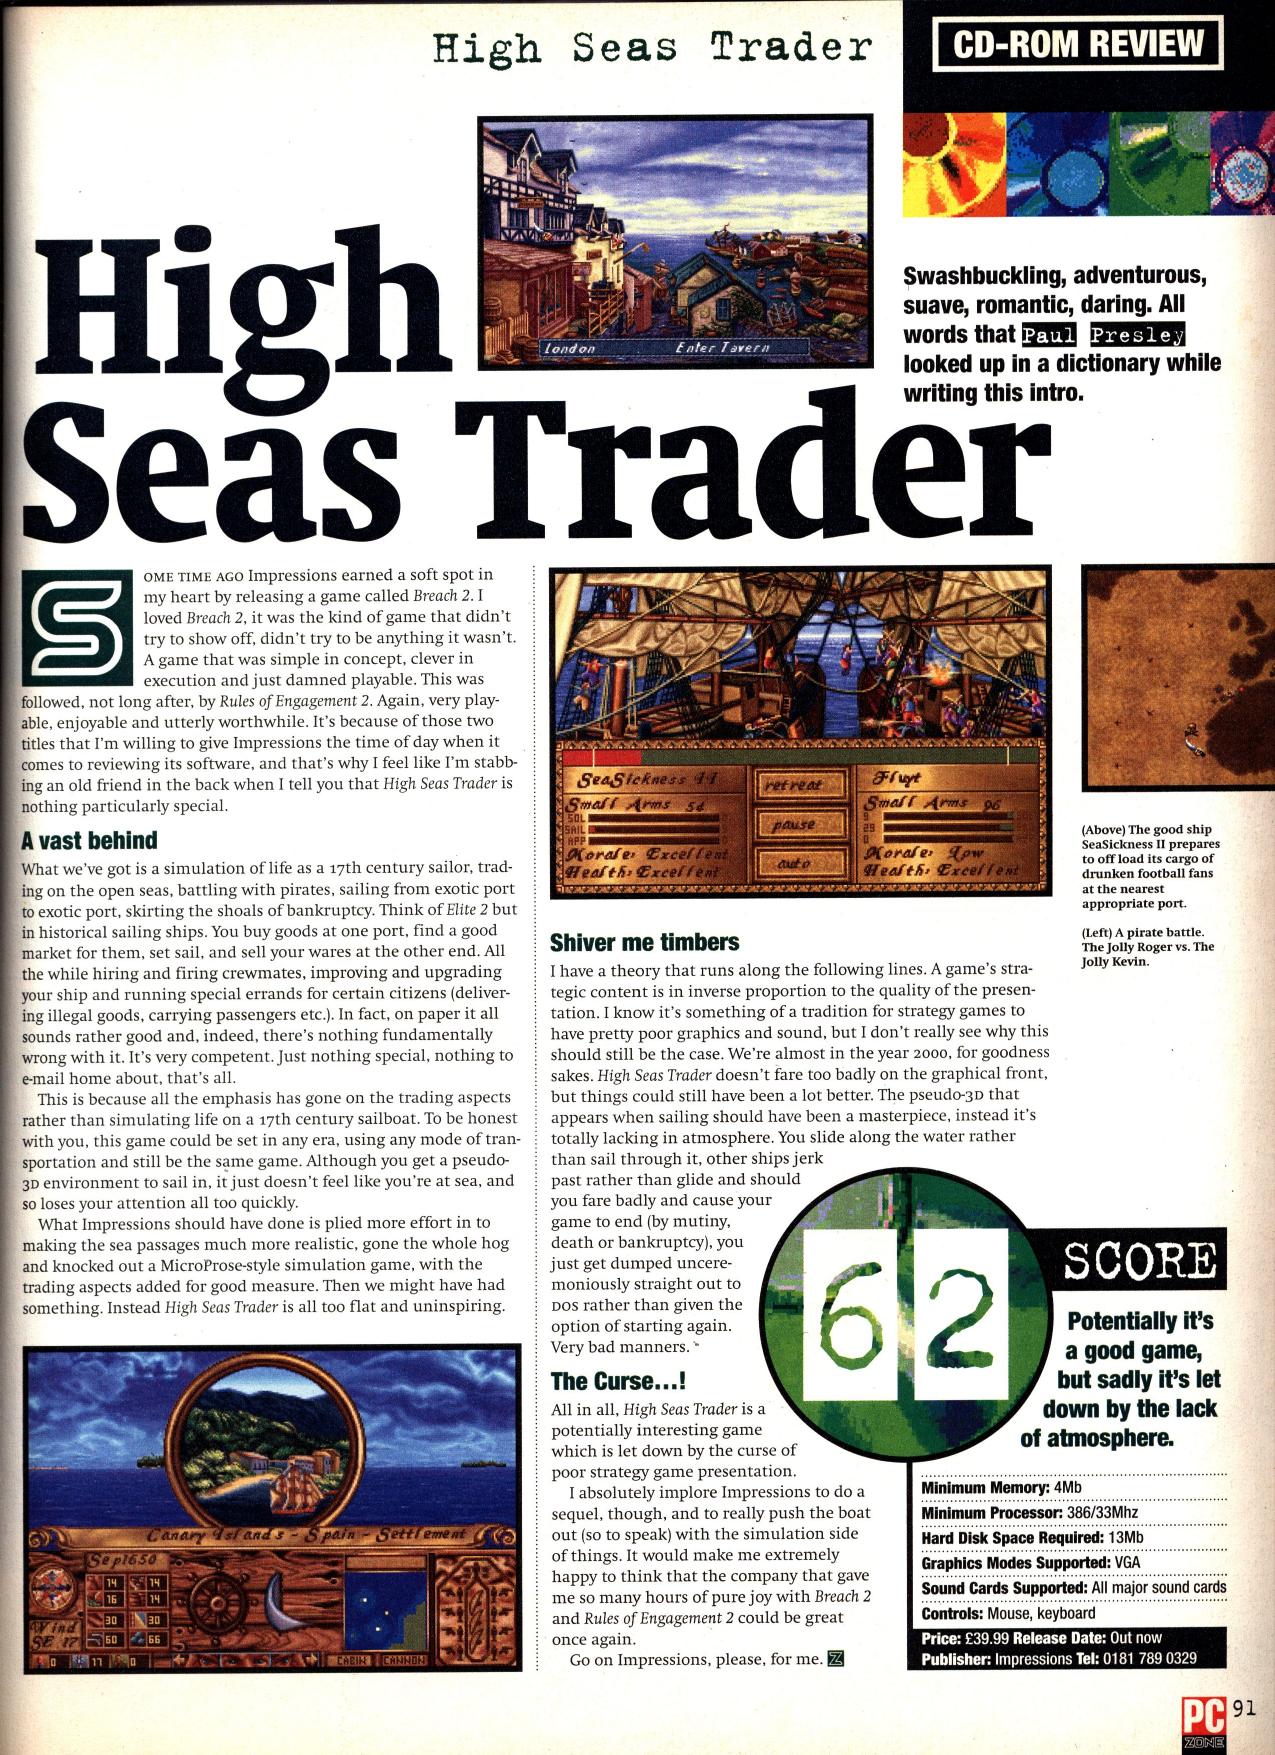 High Seas Trader
CD-ROM REVIEW
London Enter Tavern
High
Seas Trader
Swashbuckling, adventurous,
suave, romantic, daring. All
words that Paul Presley
looked up in a dictionary while
writing this intro.
SOME TIME AGO Impressions earned a soft spot in
my heart by releasing a game called Breach 2. I
loved Breach 2, it was the kind of game that didn't
try to show off, didn't try to be anything it wasn't.
A game that was simple in concept, clever in
execution and just damned playable. This was
followed, not long after, by Rules of Engagement 2. Again, very play-
able, enjoyable and utterly worthwhile. It's because of those two
titles that I'm willing to give Impressions the time of day when it
comes to reviewing its software, and that's why I feel like I'm stabb-
ing an old friend in the back when I tell you that High Seas Trader is
nothing particularly special.
A vast behind
What we've got is a simulation of life as a 17th century sailor, trad-
ing on the open seas, battling with pirates, sailing from exotic port
to exotic port, skirting the shoals of bankruptcy. Think of Elite 2 but
in historical sailing ships. You buy goods at one port, find a good
market for them, set sail, and sell your wares at the other end. All
the while hiring and firing crewmates, improving and upgrading
your ship and running special errands for certain citizens (deliver-
ing illegal goods, carrying passengers etc.). In fact, on paper it all
sounds rather good and, indeed, there's nothing fundamentally
wrong with it. It's very competent. Just nothing special, nothing to
e-mail home about, that's all.
This is because all the emphasis has gone on the trading aspects
rather than simulating life on a 17th century sailboat. To be honest
with you, this game could be set in any era, using any mode of tran-
sportation and still be the same game. Although you get a pseudo-
3D environment to sail in, it just doesn't feel like you're at sea, and
so loses your attention all too quickly.
What Impressions should have done is plied more effort in to
making the sea passages much more realistic, gone the whole hog
and knocked out a MicroProse-style simulation game, with the
trading aspects added for good measure. Then we might have had
something. Instead High Seas Trader is all too flat and uninspiring.
Canary Islands - Spain - Settlement
Sep1650
14 14
16 14
30 30
60 66
Wind
SE 17
0 17 0
CABIN CANNON
SeaSickness II
Small Arms 54
SOL
SAIL
APP
Morale: Excellent
Health: Excellent
retreat
pause
auto
Fluyt
Small Arms 96
9
29
0
Morale: Low
Health: Excellent
(Above) The good ship
SeaSickness II prepares
to off load its cargo of
drunken football fans
at the nearest
appropriate port.
(Left) A pirate battle.
The Jolly Roger vs. The
Jolly Kevin.
Shiver me timbers
I have a theory that runs along the following lines. A game's stra-
tegic content is in inverse proportion to the quality of the presen-
tation. I know it's something of a tradition for strategy games to
have pretty poor graphics and sound, but I don't really see why this
should still be the case. We're almost in the year 2000, for goodness
sakes. High Seas Trader doesn't fare too badly on the graphical front,
but things could still have been a lot better. The pseudo-3D that
appears when sailing should have been a masterpiece, instead it's
totally lacking in atmosphere. You slide along the water rather
than sail through it, other ships jerk
past rather than glide and should
you fare badly and cause your
game to end (by mutiny,
death or bankruptcy), you
just get dumped uncere-
moniously straight out to
DOS rather than given the
option of starting again.
Very bad manners.
The Curse...!
All in all, High Seas Trader is a
potentially interesting game
which is let down by the curse of
poor strategy game presentation.
I absolutely implore Impressions to do a
sequel, though, and to really push the boat
out (so to speak) with the simulation side
of things. It would make me extremely
happy to think that the company that gave
me so many hours of pure joy with Breach 2
and Rules of Engagement 2 could be great
once again.
Go on Impressions, please, for me. Z
62
SCORE
Potentially it's
a good game,
but sadly it's let
down by the lack
of atmosphere.
Minimum Memory: 4Mb
Minimum Processor: 386/33Mhz
Hard Disk Space Required: 13Mb
Graphics Modes Supported: VGA
Sound Cards Supported: All major sound cards
Controls: Mouse, keyboard
Price: £39.99 Release Date: Out now
Publisher: Impressions Tel: 0181 789 0329
PC
ZONE
91